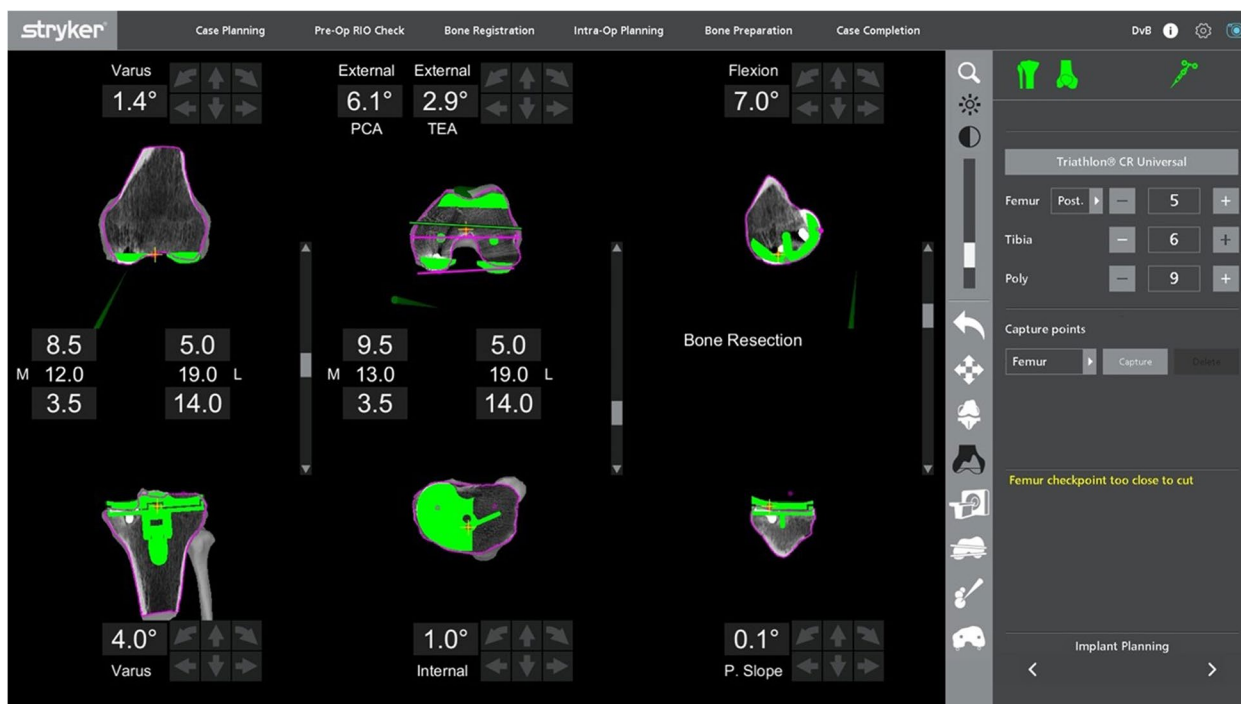 stryker
Case Planning
Pre-Op RIO Check
Bone Registration
Intra-Op Planning
Bone Preparation
Case Completion
DvB
Varus
1.4°
External External
6.1° 2.9°
PCA TEA
Flexion
7.0°
8.5 5.0
M 12.0 19.0 L
3.5 14.0
9.5 5.0
M 13.0 19.0 L
3.5 14.0
Bone Resection
4.0°
Varus
1.0°
Internal
0.1°
P. Slope
Triathlon® CR Universal
Femur Post. − 5 +
Tibia − 6 +
Poly − 9 +
Capture points
Femur Capture Delete
Femur checkpoint too close to cut
Implant Planning